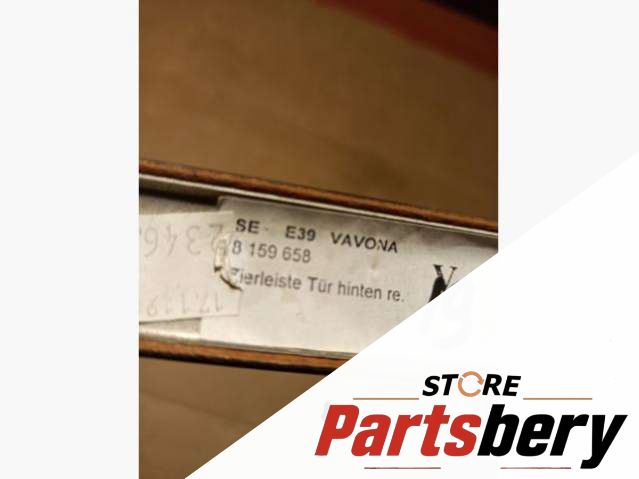 SE E39 VAVONA
8 159 658
Zierleiste Tür hinten re.
STORE
Partsbery